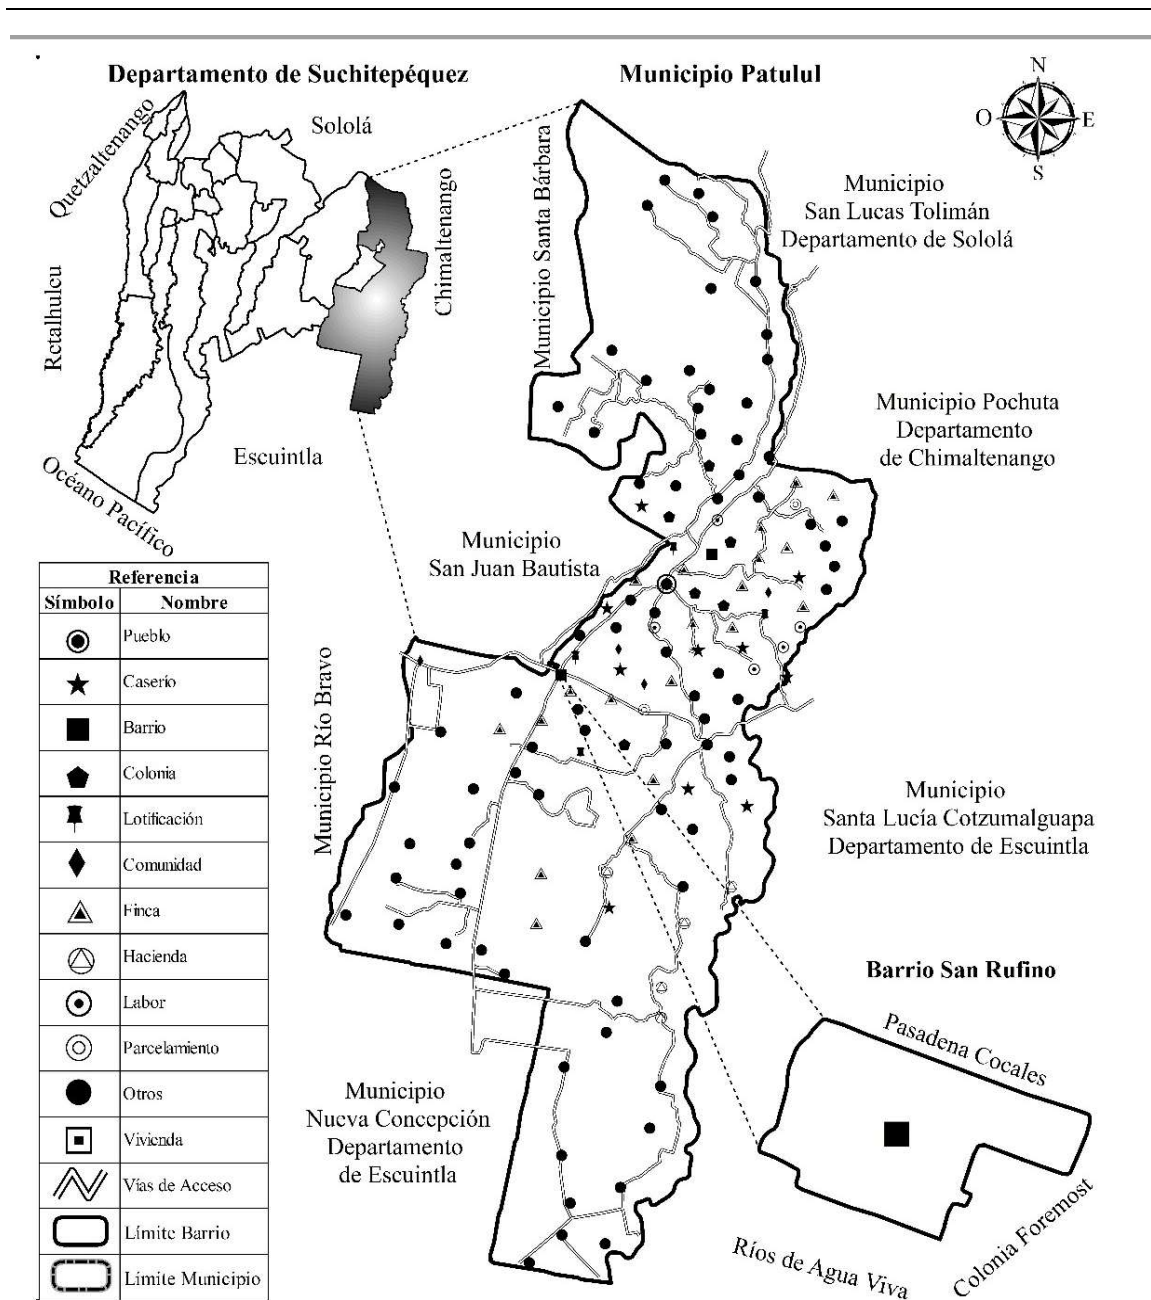 Departamento de Suchitepéquez
Municipio Patulul
N
O
E
S
Sololá
Quetzaltenango
Chimaltenango
Retalhuleu
Escuintla
Océano Pacífico
Municipio Santa Bárbara
Municipio
San Lucas Tolimán
Departamento de Sololá
Municipio Pochuta
Departamento
de Chimaltenango
Municipio
San Juan Bautista
Municipio Río Bravo
Municipio
Santa Lucía Cotzumalguapa
Departamento de Escuintla
Municipio
Nueva Concepción
Departamento
de Escuintla
Barrio San Rufino
Pasadena Cocales
Colonia Foremost
Ríos de Agua Viva
Referencia
Símbolo Nombre
Pueblo
Caserío
Barrio
Colonia
Lotificación
Comunidad
Finca
Hacienda
Labor
Parcelamiento
Otros
Vivienda
Vías de Acceso
Límite Barrio
Límite Municipio